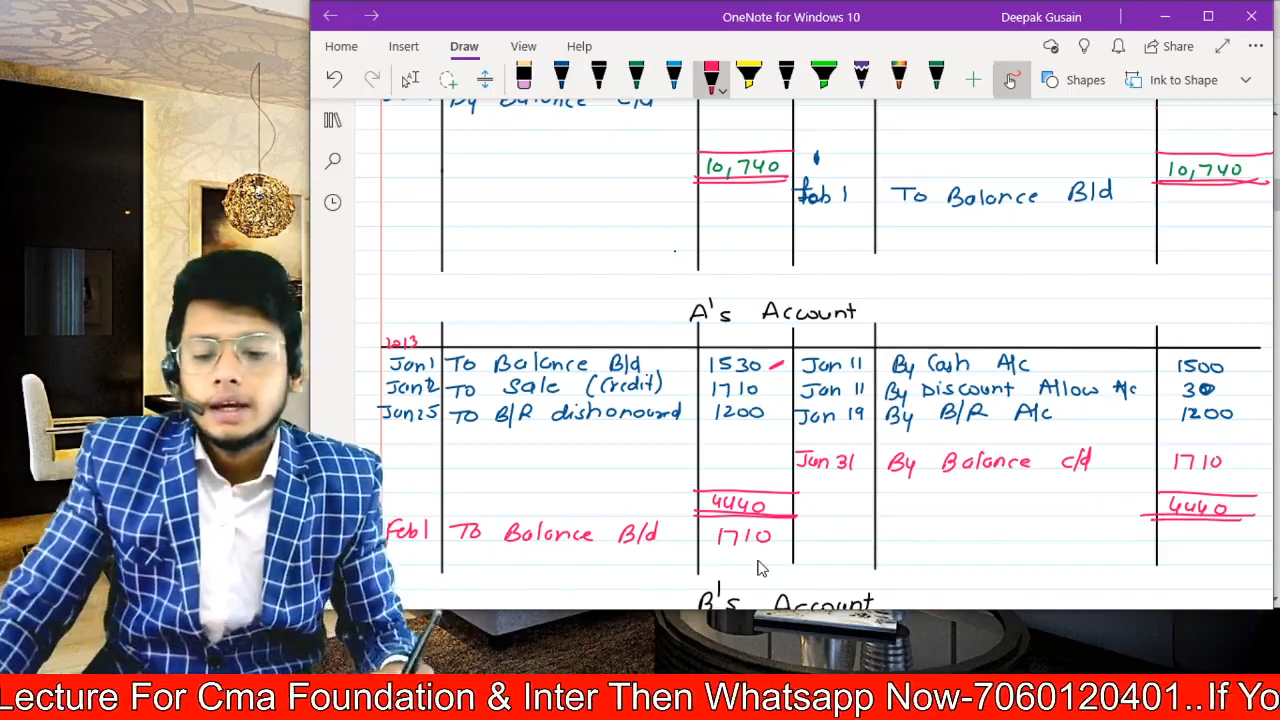 OneNote for Windows 10
Deepak Gusain
Home Insert Draw View Help
Share
Shapes
Ink to Shape
By Balance c/d
10,740 10,740
Feb 1 To Balance B/d
A's Account
Jan 1 To Balance B/d 1530 Jan 11 By Cash A/c 1500
Jan 2 To Sale (Credit) 1710 Jan 11 By Discount Allow A/c 30
Jan 25 To B/R dishonourd 1200 Jan 19 By B/R A/c 1200
Jan 31 By Balance c/d 1710
4440 4440
Feb 1 To Balance B/d 1710
B's Account
Lecture For Cma Foundation & Inter Then Whatsapp Now-7060120401..If Yo